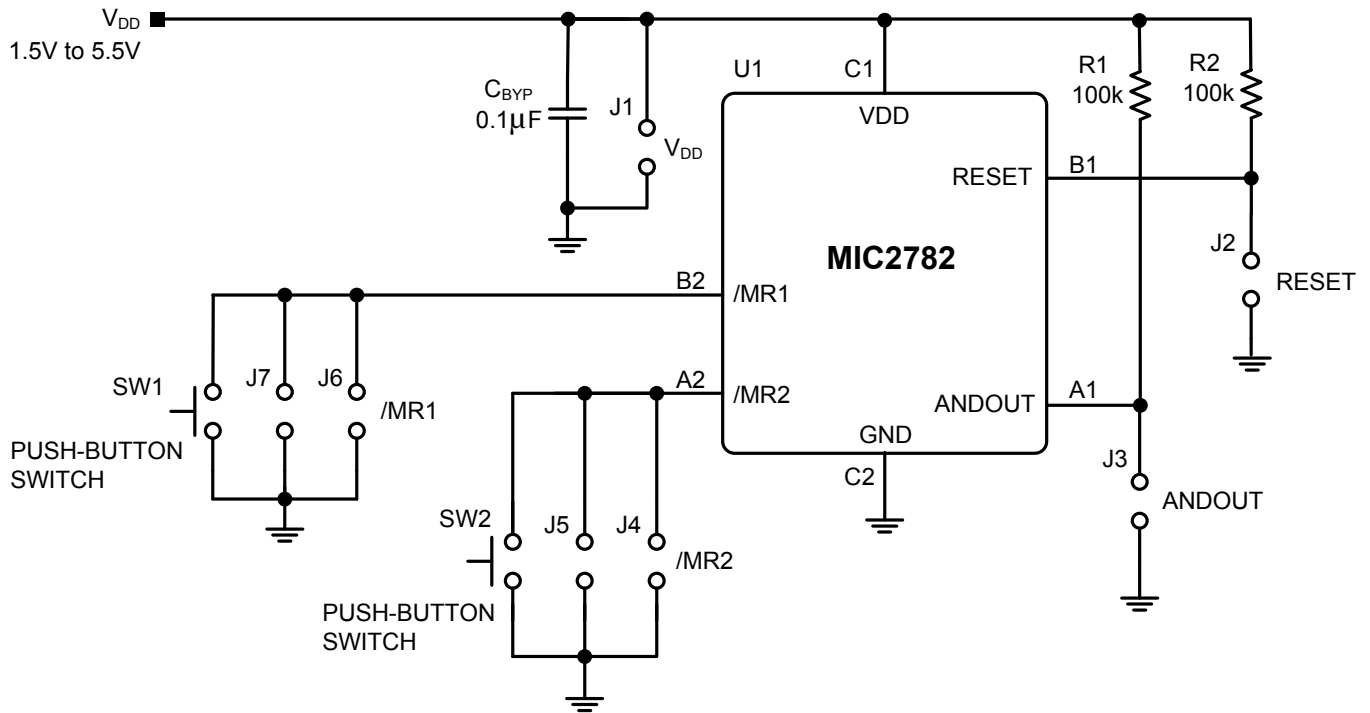 VDD
1.5V to 5.5V
U1
C1
R1
100k
R2
100k
CBYP
0.1µF
J1
VDD
VDD
RESET
B1
MIC2782
J2
RESET
B2
/MR1
SW1
J7
J6
/MR1
PUSH-BUTTON
SWITCH
A2
/MR2
ANDOUT
A1
GND
C2
J3
ANDOUT
SW2
J5
J4
/MR2
PUSH-BUTTON
SWITCH